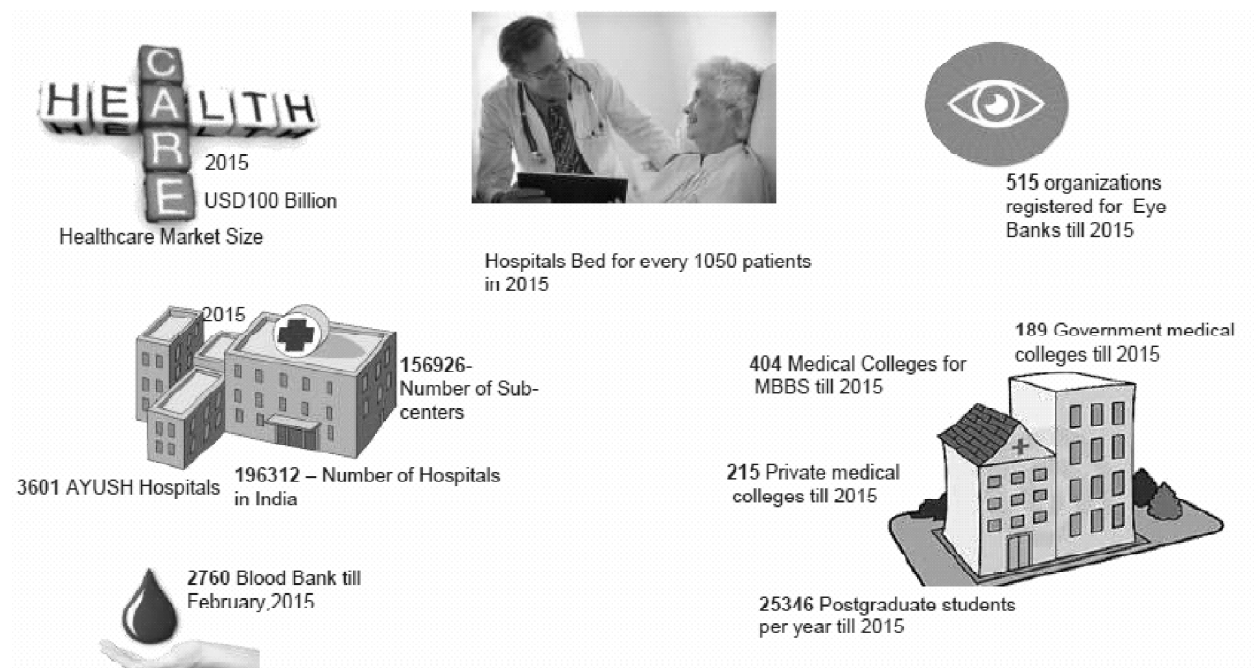 HEALTH
CARE
2015
USD100 Billion
Healthcare Market Size
Hospitals Bed for every 1050 patients
in 2015
515 organizations
registered for Eye
Banks till 2015
2015
156926-
Number of Sub-
centers
3601 AYUSH Hospitals
196312 – Number of Hospitals
in India
404 Medical Colleges for
MBBS till 2015
189 Government medical
colleges till 2015
215 Private medical
colleges till 2015
2760 Blood Bank till
February,2015
25346 Postgraduate students
per year till 2015